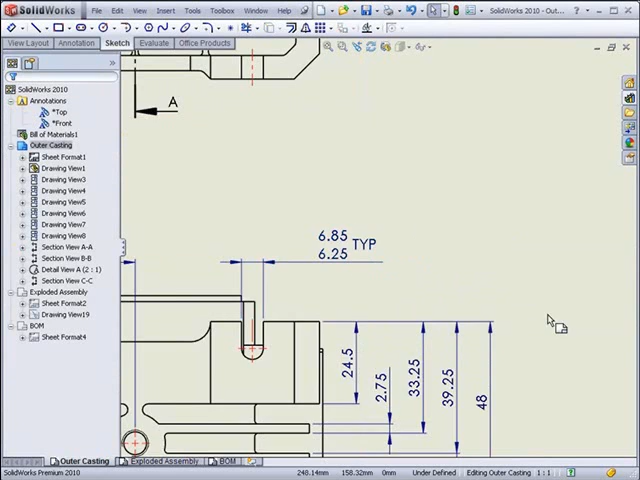 SolidWorks File Edit View Insert Tools Window Help SolidWorks Premium 2010 - [Out...
View Layout Annotation Sketch Evaluate Office Products
SolidWorks 2010
Annotations
*Top
*Front
Bill of Materials1
Outer Casting
Sheet Format1
Drawing View1
Drawing View3
Drawing View4
Drawing View5
Drawing View6
Drawing View7
Drawing View8
Section View A-A
Section View B-B
Detail View A (2 : 1)
Section View C-C
Exploded Assembly
Sheet Format2
Drawing View19
BOM
Sheet Format4
A
6.85
6.25
TYP
24.5
2.75
33.25
39.25
48
Outer Casting Exploded Assembly BOM
SolidWorks Premium 2010 248.14mm 158.32mm 0mm Under Defined Editing Outer Casting 1 : 1